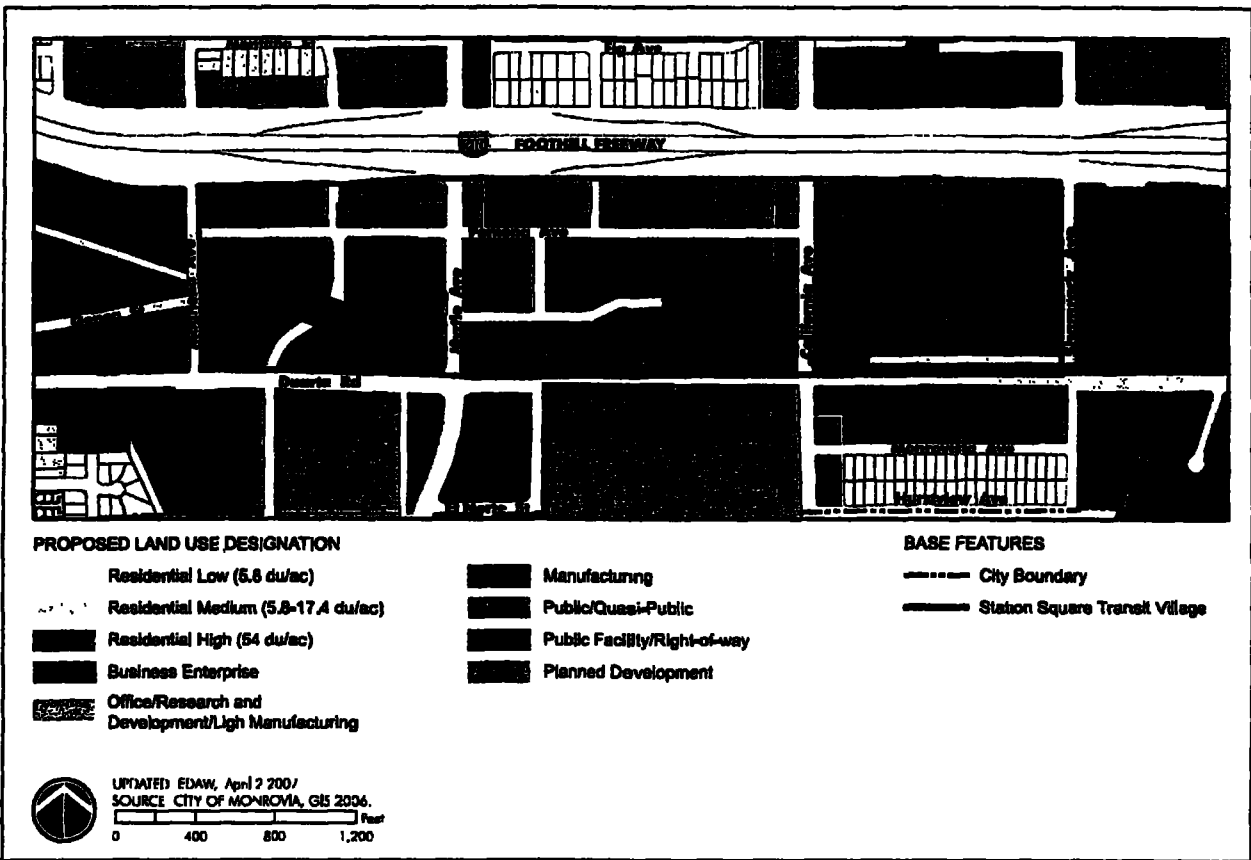 Fig Ave
210
FOOTHILL FREEWAY
Duarte Rd
PROPOSED LAND USE DESIGNATION
Residential Low (5.8 du/ac)
Residential Medium (5.8-17.4 du/ac)
Residential High (54 du/ac)
Business Enterprise
Office/Research and
Development/Ligh Manufacturing
Manufacturing
Public/Quasi-Public
Public Facility/Right-of-way
Planned Development
BASE FEATURES
City Boundary
Station Square Transit Village
UPDATED EDAW, April 2 2007
SOURCE CITY OF MONROVIA, GIS 2006.
Feet
0 400 800 1,200